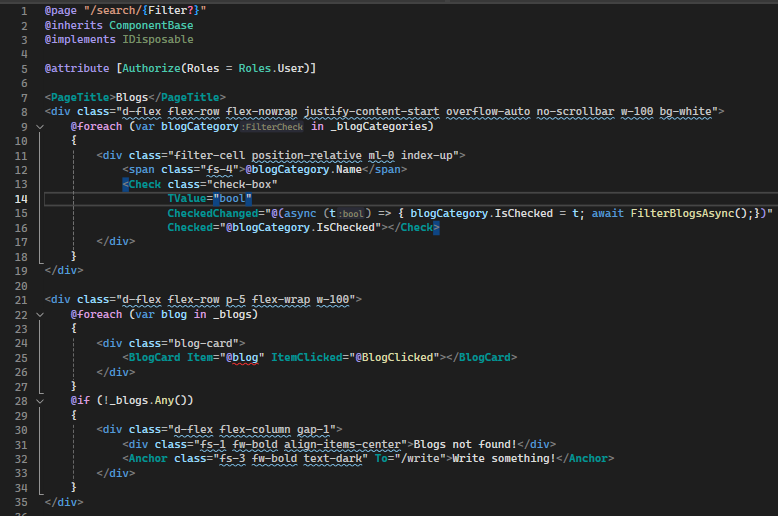 1 @page "/search/{Filter?}"
2 @inherits ComponentBase
3 @implements IDisposable
4
5 @attribute [Authorize(Roles = Roles.User)]
6
7 <PageTitle>Blogs</PageTitle>
8 <div class="d-flex flex-row flex-nowrap justify-content-start overflow-auto no-scrollbar w-100 bg-white">
9 @foreach (var blogCategory :FilterCheck in _blogCategories)
10 {
11 <div class="filter-cell position-relative ml-0 index-up">
12 <span class="fs-4">@blogCategory.Name</span>
13 <Check class="check-box"
14 TValue="bool"
15 CheckedChanged="@(async (t :bool) => { blogCategory.IsChecked = t; await FilterBlogsAsync();})"
16 Checked="@blogCategory.IsChecked"></Check>
17 </div>
18 }
19 </div>
20
21 <div class="d-flex flex-row p-5 flex-wrap w-100">
22 @foreach (var blog in _blogs)
23 {
24 <div class="blog-card">
25 <BlogCard Item="@blog" ItemClicked="@BlogClicked"></BlogCard>
26 </div>
27 }
28 @if (!_blogs.Any())
29 {
30 <div class="d-flex flex-column gap-1">
31 <div class="fs-1 fw-bold align-items-center">Blogs not found!</div>
32 <Anchor class="fs-3 fw-bold text-dark" To="/write">Write something!</Anchor>
33 </div>
34 }
35 </div>